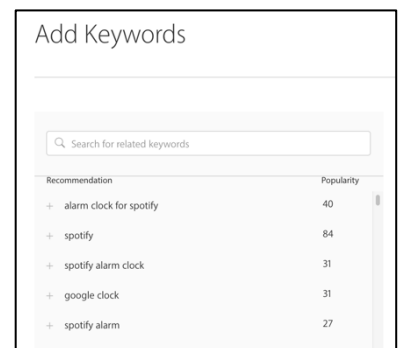 Add Keywords
Search for related keywords
Recommendation Popularity
+ alarm clock for spotify 40
+ spotify 84
+ spotify alarm clock 31
+ google clock 31
+ spotify alarm 27